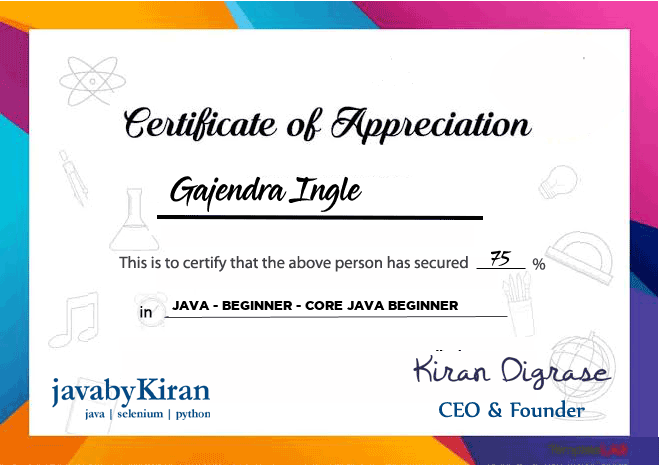 Certificate of Appreciation
Gajendra Ingle
This is to certify that the above person has secured 75 %
in JAVA - BEGINNER - CORE JAVA BEGINNER
Kiran Digrase
CEO & Founder
javabyKiran
java | selenium | python